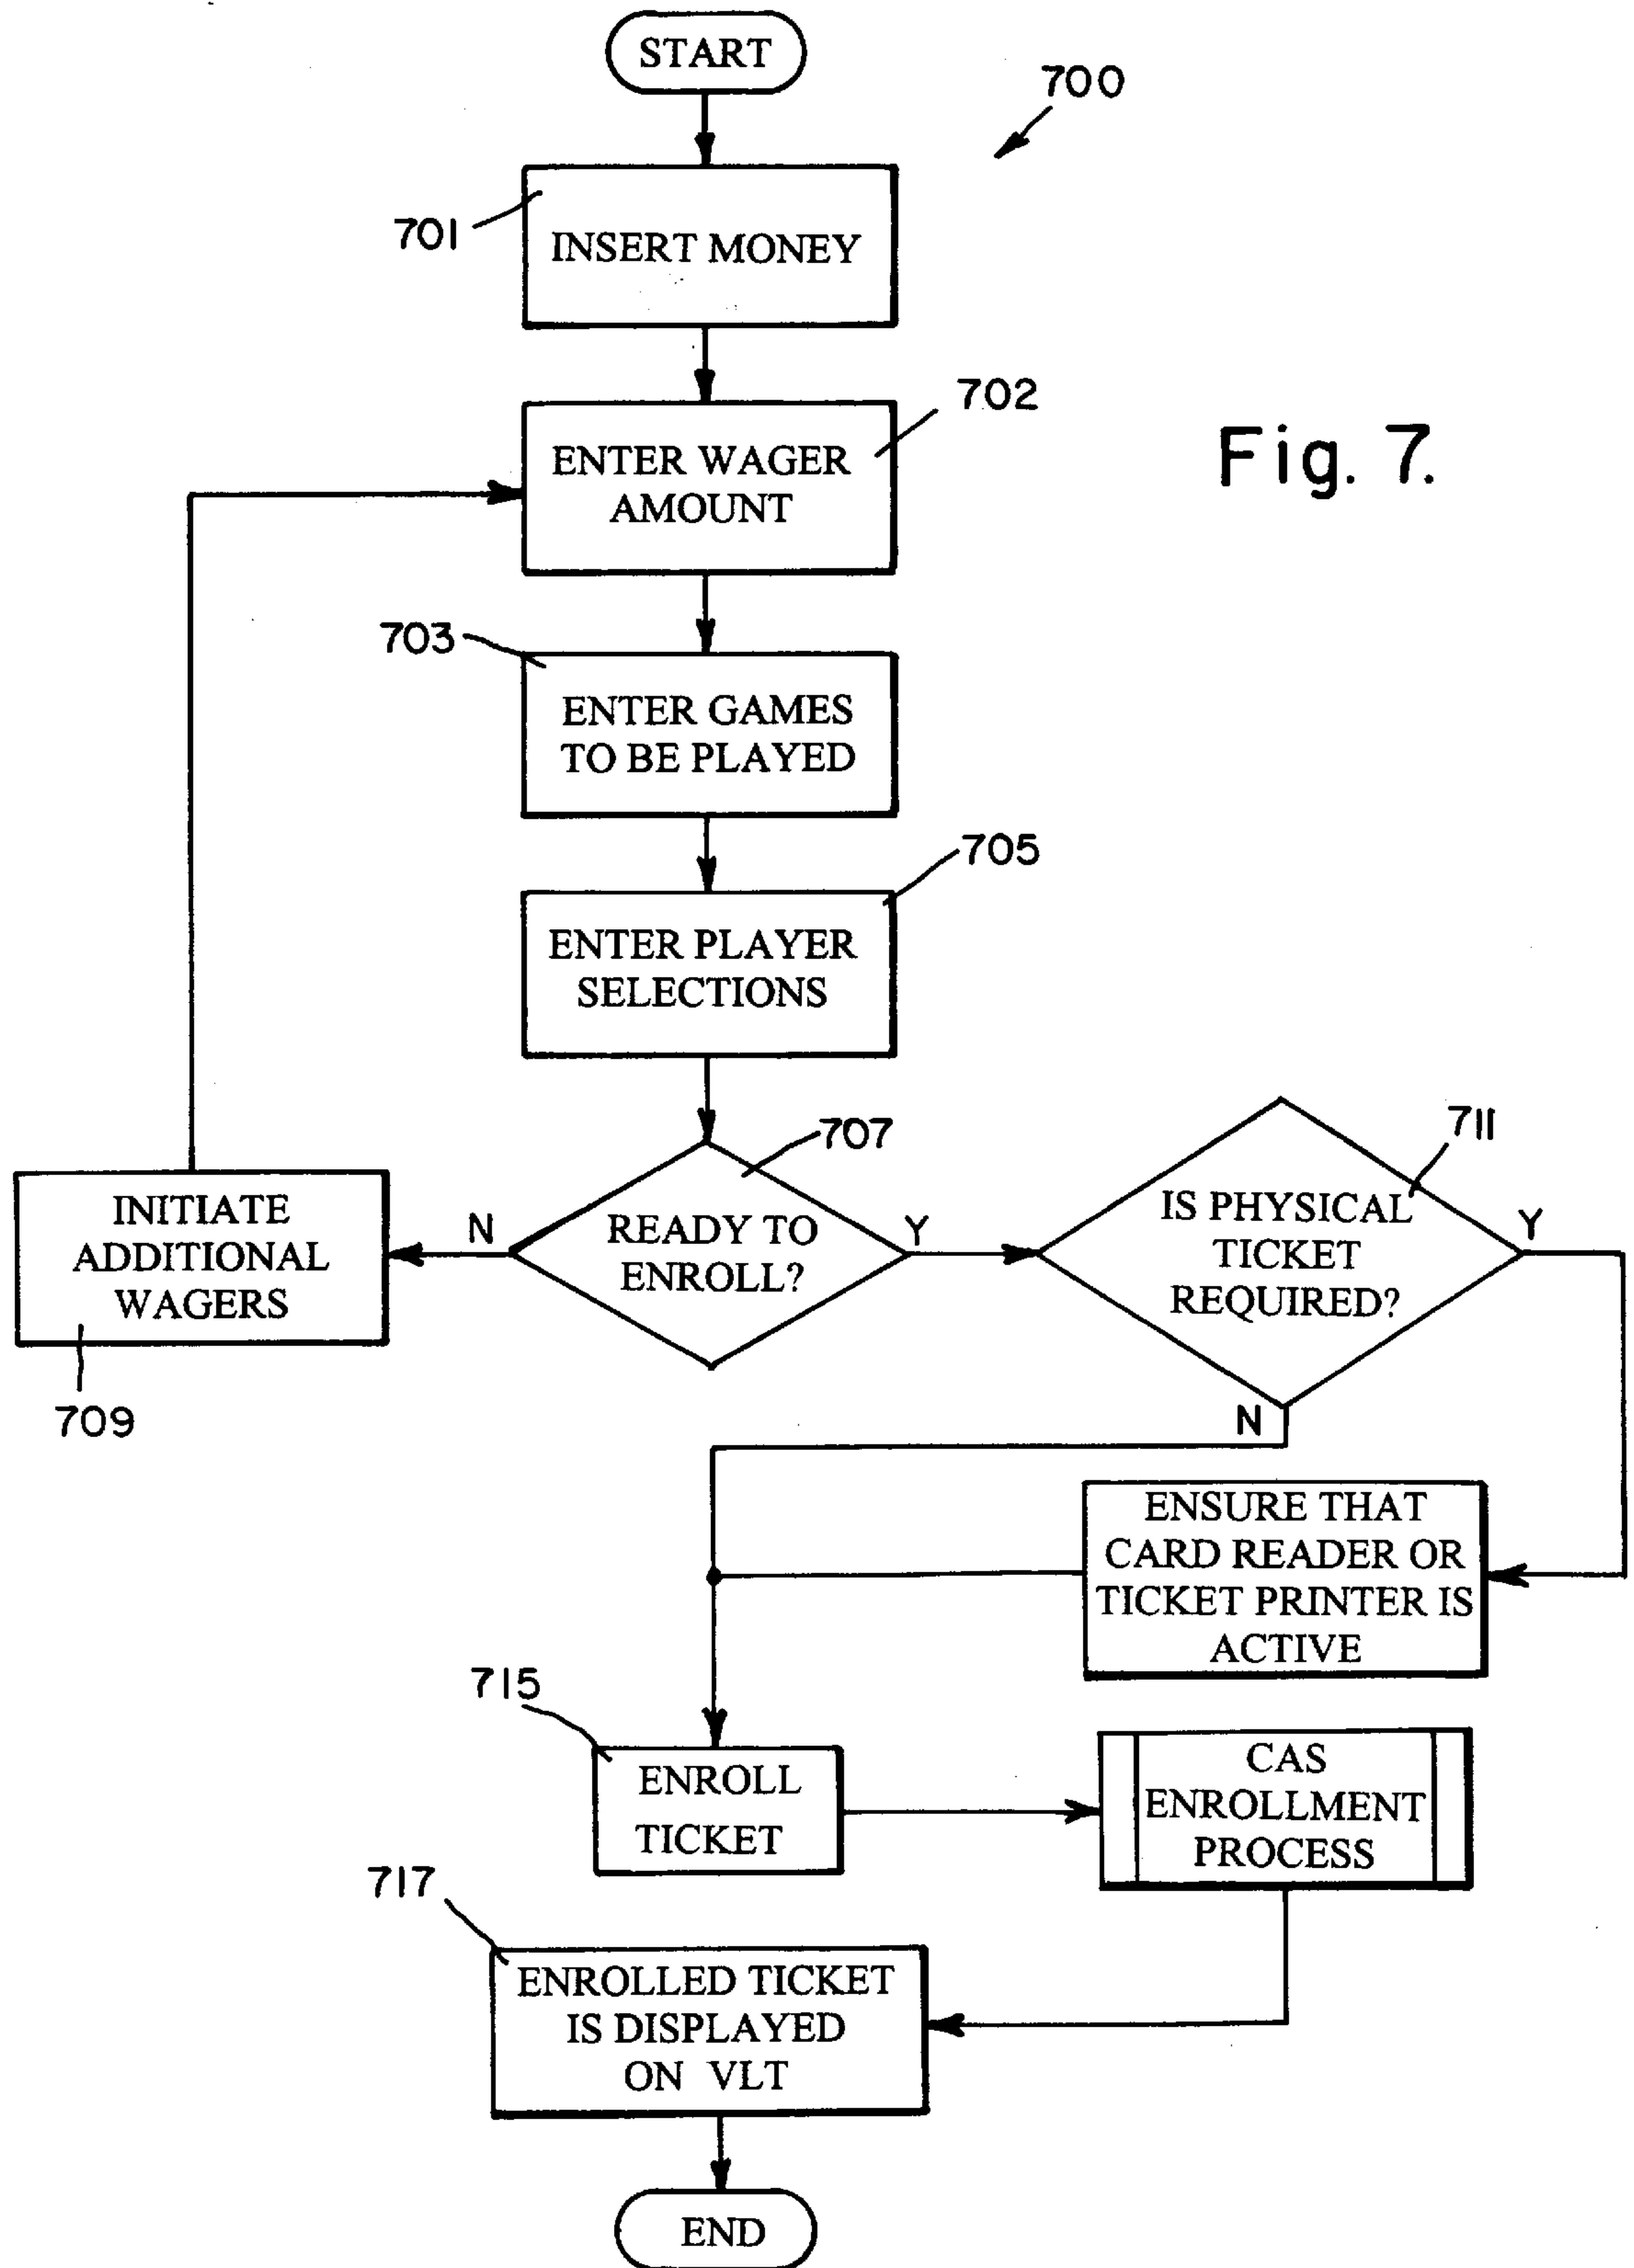 START
700
701
INSERT MONEY
702
ENTER WAGER
AMOUNT
Fig. 7.
703
ENTER GAMES
TO BE PLAYED
705
ENTER PLAYER
SELECTIONS
707
711
READY TO
ENROLL?
N
Y
IS PHYSICAL
TICKET
REQUIRED?
Y
N
INITIATE
ADDITIONAL
WAGERS
709
ENSURE THAT
CARD READER OR
TICKET PRINTER IS
ACTIVE
715
ENROLL
TICKET
CAS
ENROLLMENT
PROCESS
717
ENROLLED TICKET
IS DISPLAYED
ON VLT
END